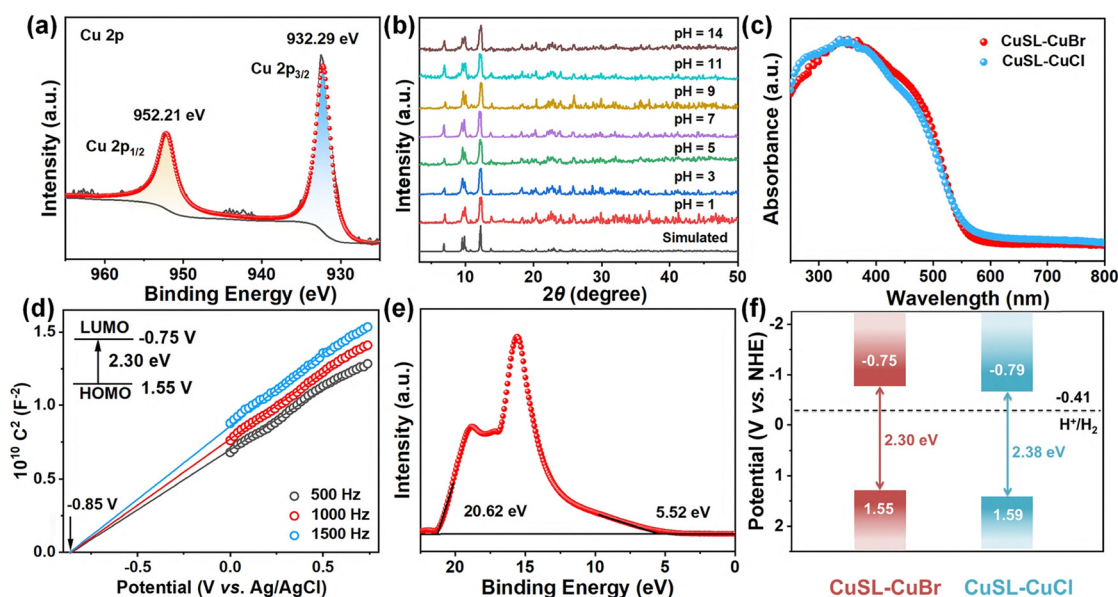 (a)
Cu 2p
932.29 eV
Cu 2p3/2
952.21 eV
Cu 2p1/2
Intensity (a.u.)
960
950
940
930
Binding Energy (eV)
(b)
pH = 14
pH = 11
pH = 9
pH = 7
pH = 5
pH = 3
pH = 1
Simulated
Intensity (a.u.)
10
20
30
40
50
2θ (degree)
(c)
CuSL-CuBr
CuSL-CuCl
Absorbance (a.u.)
300
400
500
600
700
800
Wavelength (nm)
(d)
LUMO
-0.75 V
2.30 eV
HOMO
1.55 V
-0.85 V
500 Hz
1000 Hz
1500 Hz
10¹⁰ C⁻² (F⁻²)
1.5
1.0
0.5
0.0
-0.5
0.0
0.5
Potential (V vs. Ag/AgCl)
(e)
20.62 eV
5.52 eV
Intensity (a.u.)
20
15
10
5
0
Binding Energy (eV)
(f)
-0.75
-0.79
-0.41
H⁺/H₂
2.30 eV
2.38 eV
1.55
1.59
Potential (V vs. NHE)
-2
-1
0
1
2
CuSL-CuBr
CuSL-CuCl